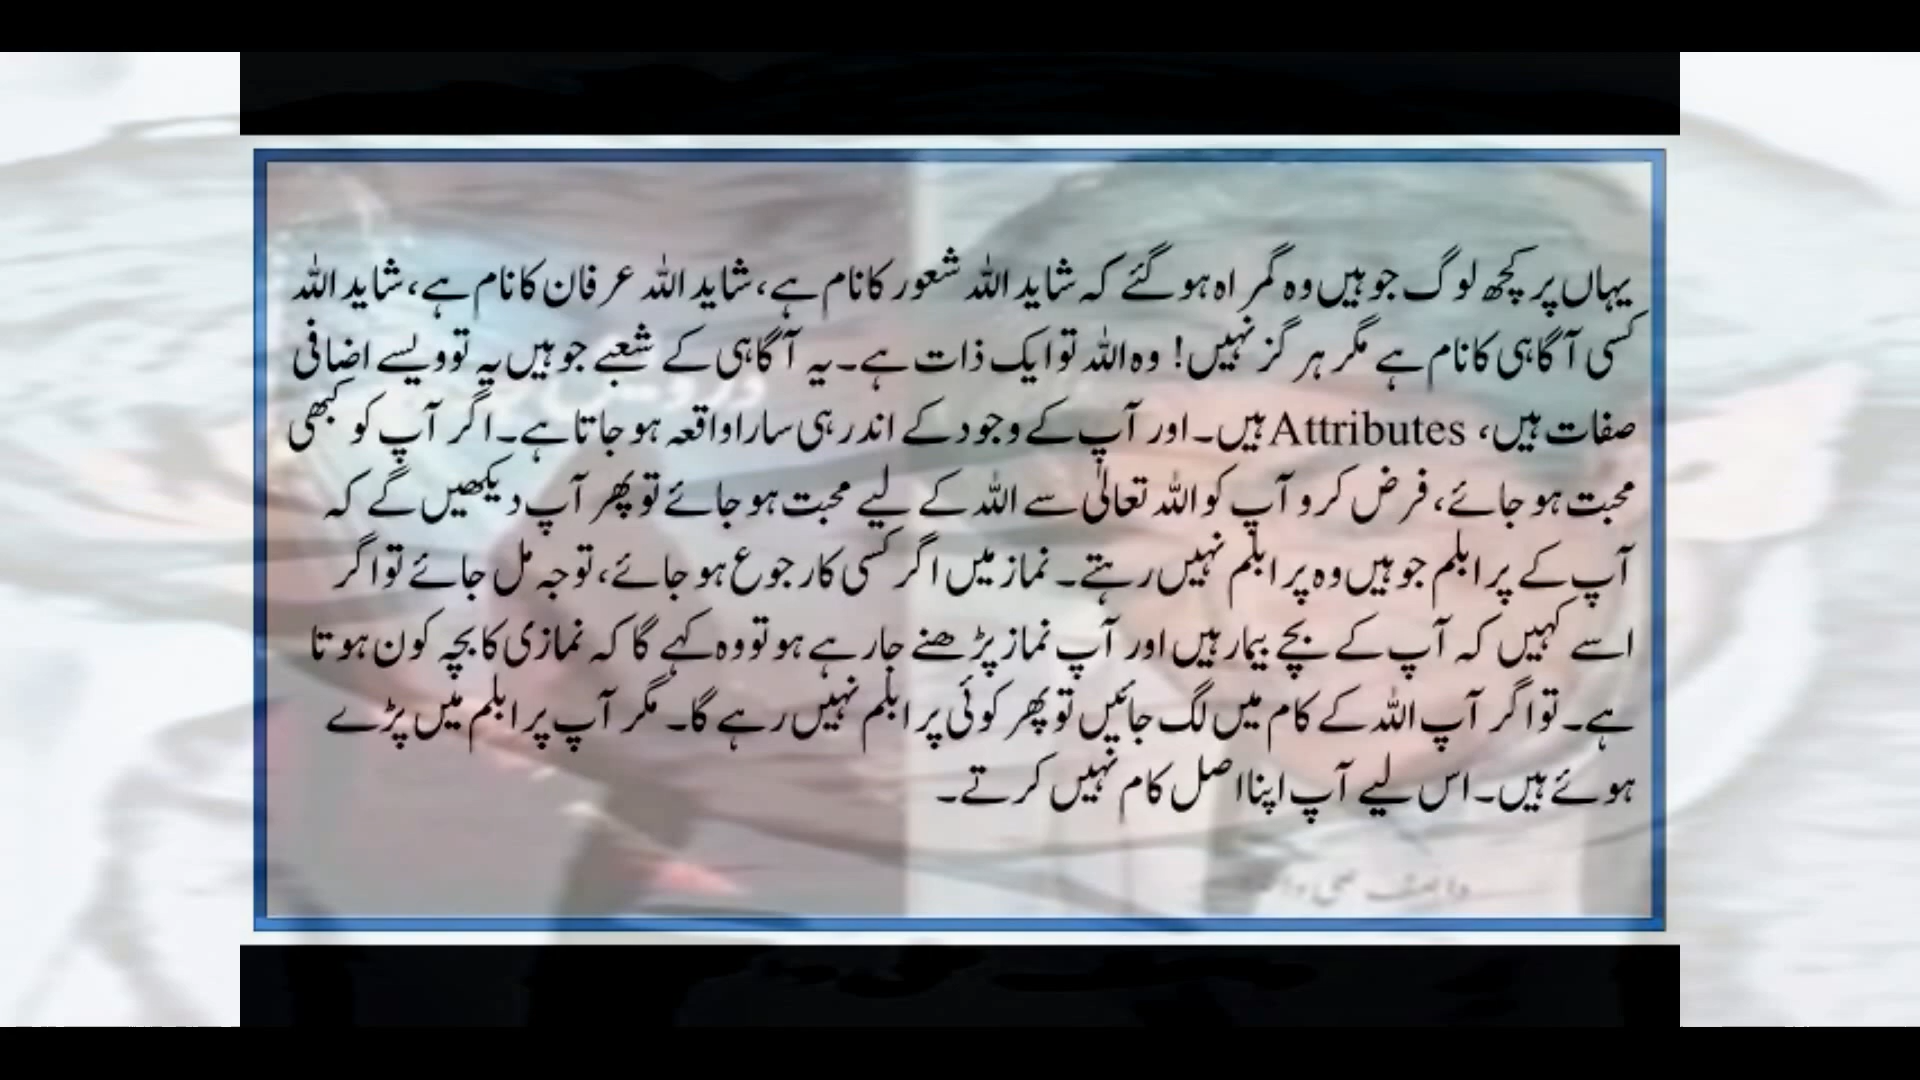 یہاں پر کچھ لوگ جو ہیں وہ گمراہ ہو گئے کہ شاید اللہ شعور کا نام ہے، شاید اللہ عرفان کا نام ہے، شاید اللہ
کسی آگاہی کا نام ہے مگر ہر گز نہیں! وہ اللہ تو ایک ذات ہے۔ یہ آگاہی کے شعبے جو ہیں یہ تو ویسے اضافی
صفات ہیں، Attributes ہیں۔ اور آپ کے وجود کے اندر ہی سارا واقعہ ہو جاتا ہے۔ اگر آپ کو کبھی
محبت ہو جائے، فرض کرو آپ کو اللہ تعالیٰ سے اللہ کے لیے محبت ہو جائے تو پھر آپ دیکھیں گے کہ
آپ کے پرابلم جو ہیں وہ پرابلم نہیں رہتے۔ نماز میں اگر کسی کا رجوع ہو جائے، توجہ مل جائے تو اگر
اسے کہیں کہ آپ کے بچے بیمار ہیں اور آپ نماز پڑھنے جا رہے ہو تو وہ کہے گا کہ نمازی کا بچہ کون ہوتا
ہے۔ تو اگر آپ اللہ کے کام میں لگ جائیں تو پھر کوئی پرابلم نہیں رہے گا۔ مگر آپ پرابلم میں پڑے
ہوئے ہیں۔ اس لیے آپ اپنا اصل کام نہیں کرتے۔